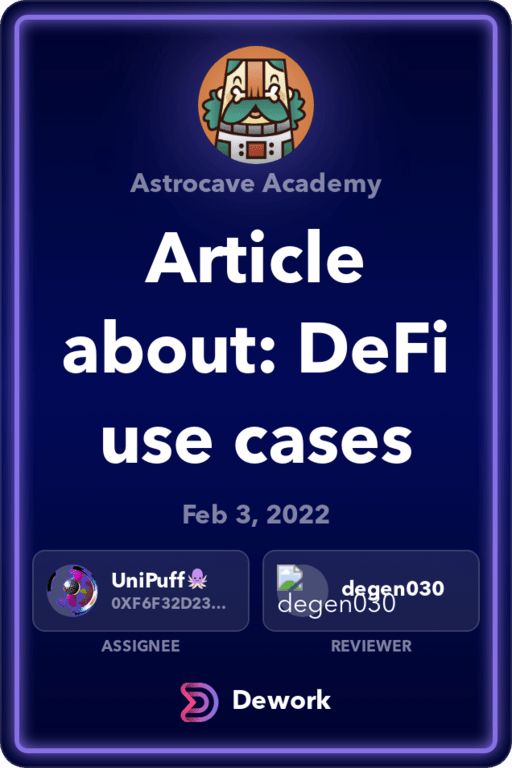 Astrocave Academy
Article
about: DeFi
use cases
Feb 3, 2022
UniPuff🐙
0XF6F32D23...
ASSIGNEE
degen030
degen030
REVIEWER
Dework